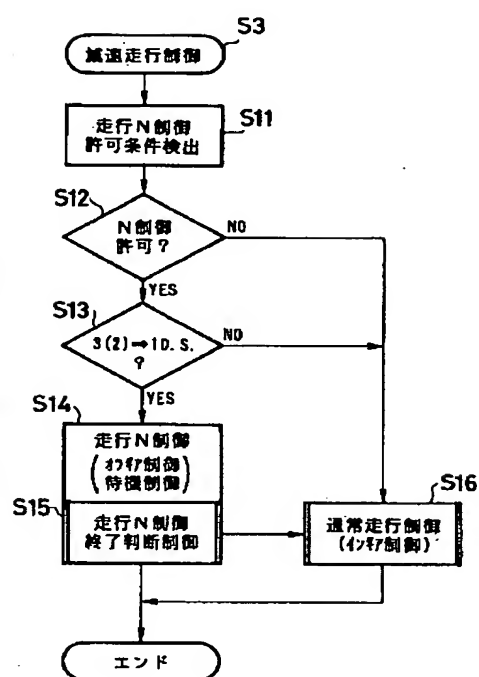 S3
減速走行制御
走行N制御
許可条件検出
S11
S12
N制御
許可?
NO
YES
S13
3(2)→1D.S.
?
NO
YES
S14
走行N制御
(オフギア制御
待機制御)
S15
走行N制御
終了判断制御
S16
通常走行制御
(インギア制御)
エンド